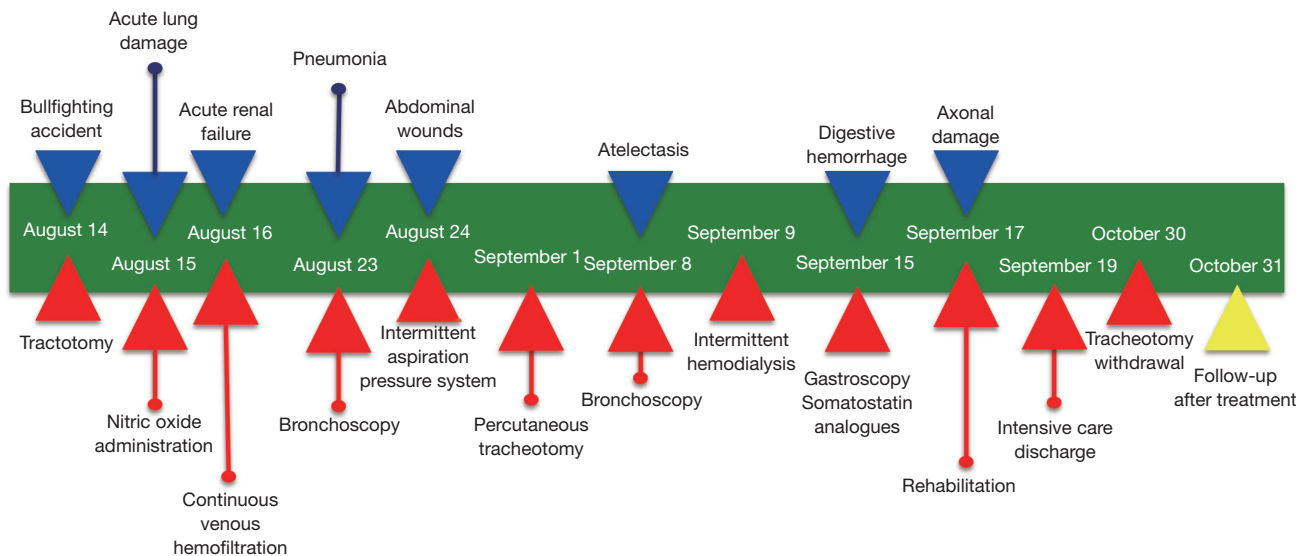 Acute lung
damage
Pneumonia
Bullfighting
accident
Acute renal
failure
Abdominal
wounds
Atelectasis
Digestive
hemorrhage
Axonal
damage
August 14
August 15
August 16
August 23
August 24
September 1
September 8
September 9
September 15
September 17
September 19
October 30
October 31
Tractotomy
Nitric oxide
administration
Continuous
venous
hemofiltration
Bronchoscopy
Intermittent
aspiration
pressure system
Percutaneous
tracheotomy
Bronchoscopy
Intermittent
hemodialysis
Gastroscopy
Somatostatin
analogues
Rehabilitation
Intensive care
discharge
Tracheotomy
withdrawal
Follow-up
after treatment